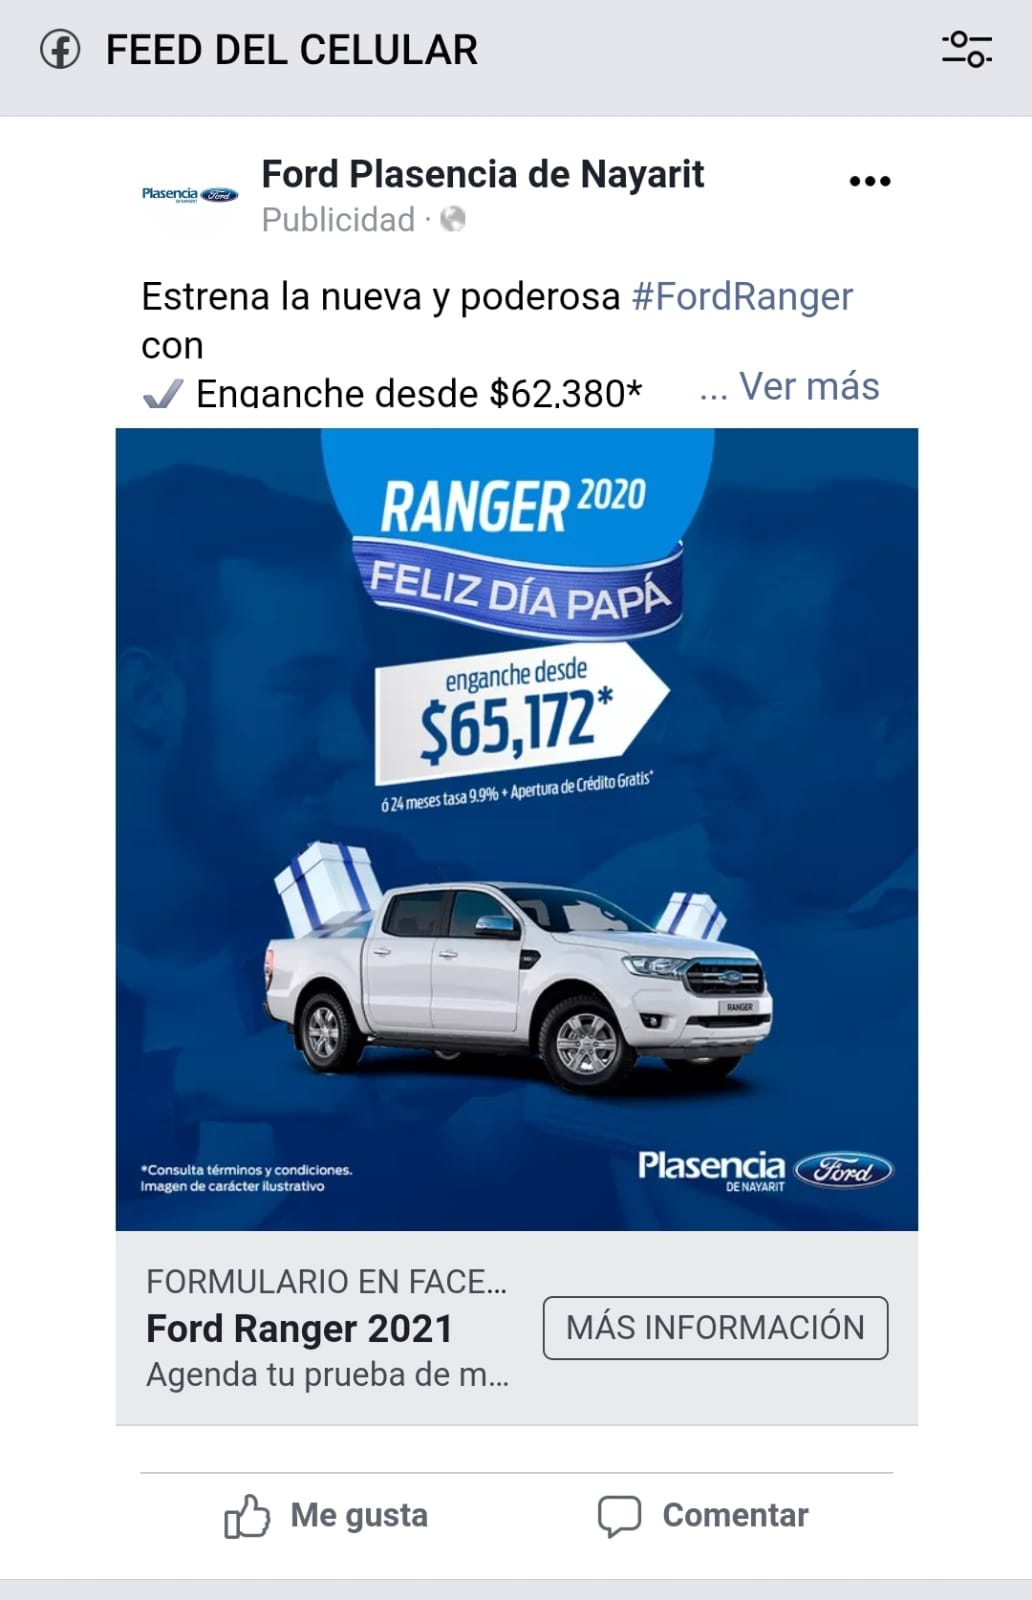 FEED DEL CELULAR
Plasencia Ford
Ford Plasencia de Nayarit
Publicidad ·
Estrena la nueva y poderosa #FordRanger
con
Enganche desde $62,380*
... Ver más
RANGER 2020
FELIZ DÍA PAPÁ
enganche desde
$65,172*
ó 24 meses tasa 9.9% + Apertura de Crédito Gratis*
RANGER
*Consulta términos y condiciones.
Imagen de carácter ilustrativo
Plasencia Ford
DE NAYARIT
FORMULARIO EN FACE...
Ford Ranger 2021
Agenda tu prueba de m...
MÁS INFORMACIÓN
Me gusta
Comentar